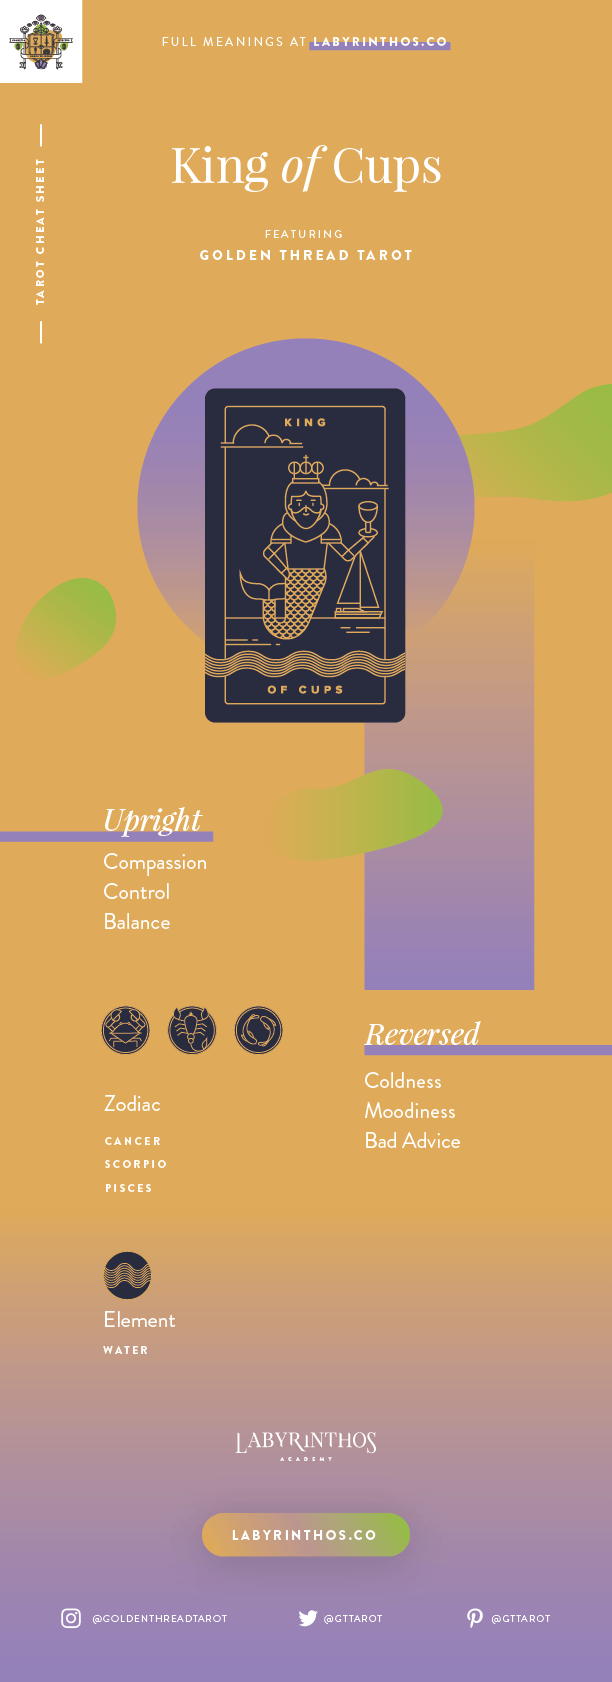 FULL MEANINGS AT LABYRINTHOS.CO
TAROT CHEAT SHEET
King of Cups
FEATURING
GOLDEN THREAD TAROT
KING
OF CUPS
Upright
Compassion
Control
Balance
Reversed
Coldness
Moodiness
Bad Advice
Zodiac
CANCER
SCORPIO
PISCES
Element
WATER
LABYRINTHOS
ACADEMY
LABYRINTHOS.CO
@GOLDENTHREADTAROT
@GTTAROT
@GTTAROT